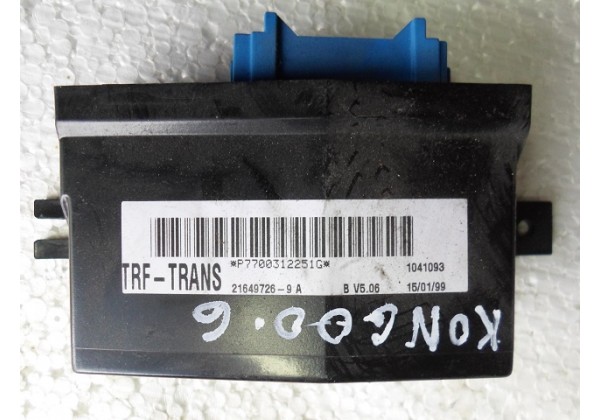 *P7700312251G* 1041093
TRF-TRANS 21649726-9 A B V5.06 15/01/99
KONGOO.6